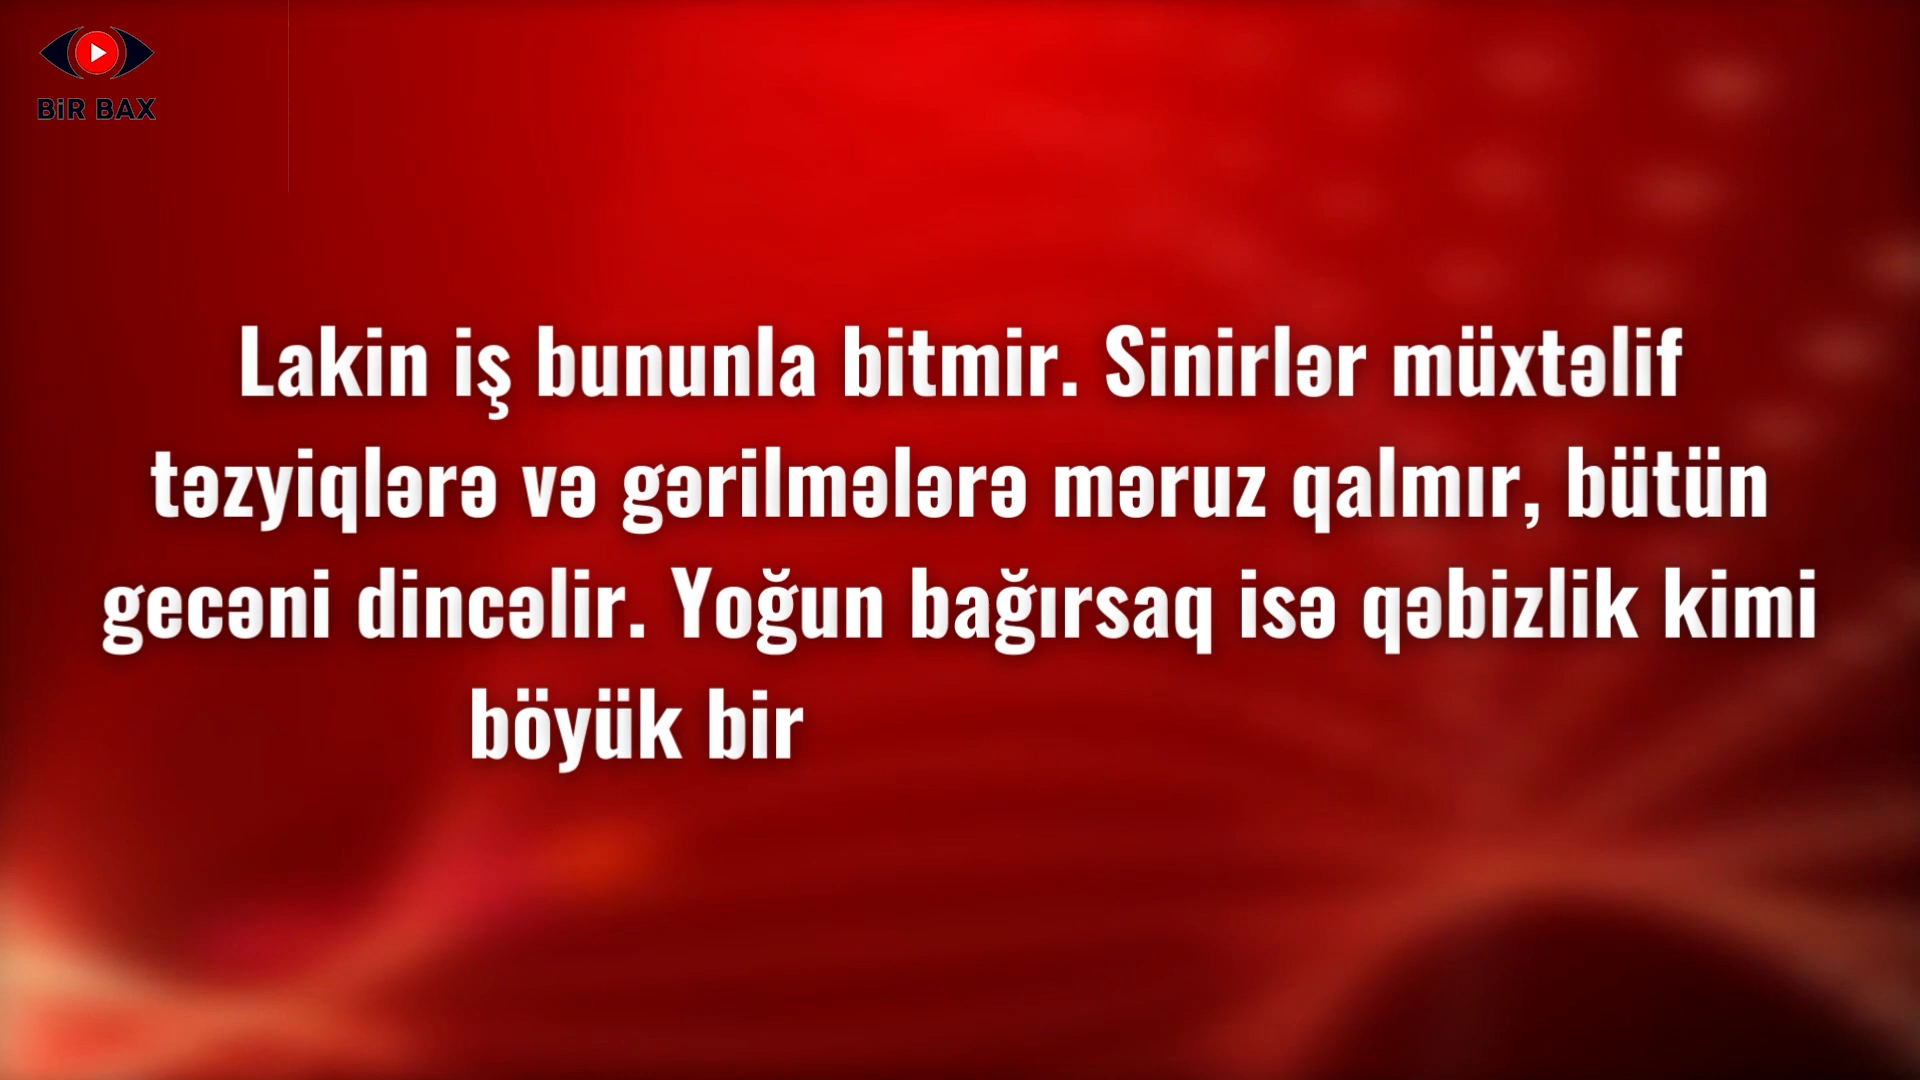 BiR BAX
Lakin iş bununla bitmir. Sinirlər müxtəlif
təzyiqlərə və gərilmələrə məruz qalmır, bütün
gecəni dincəlir. Yoğun bağırsaq isə qəbizlik kimi
böyük bir